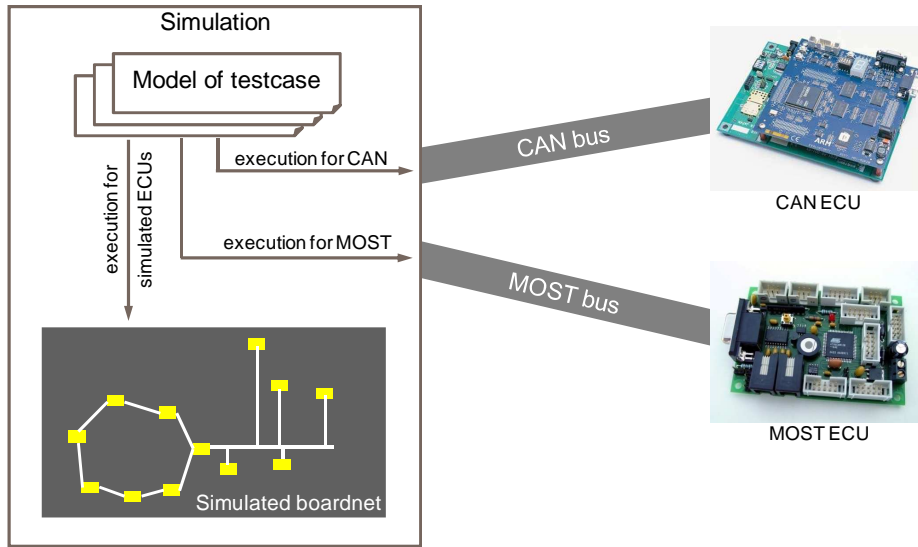 Simulation
Model of testcase
execution for CAN
execution for
simulated ECUs
execution for MOST
CAN bus
MOST bus
ARM
CAN ECU
MOST ECU
Simulated boardnet